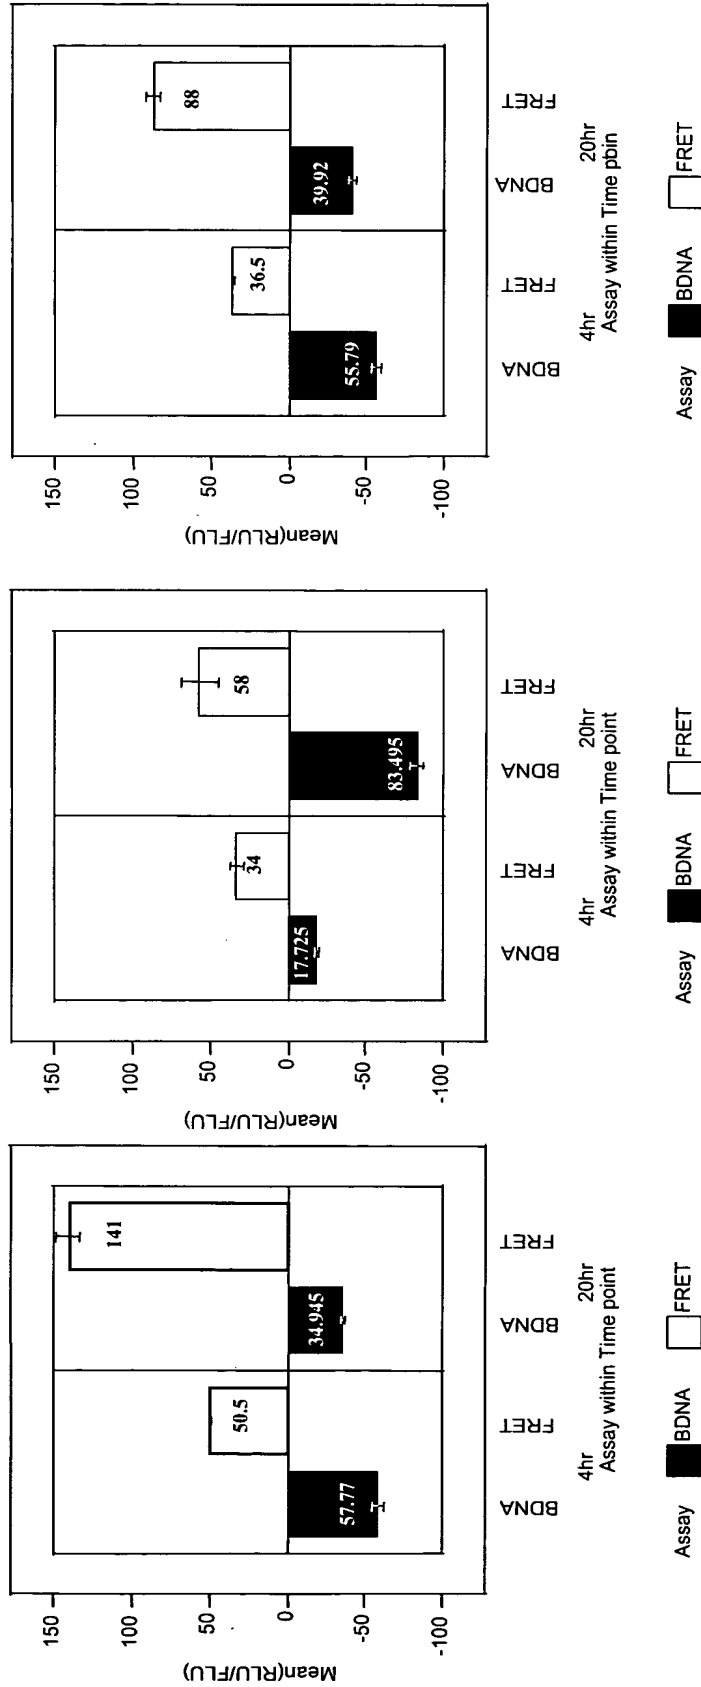 Mean(RLU/FLU)
150
100
50
0
-50
-100
57.77
50.5
34.945
141
BDNA
FRET
BDNA
FRET
4hr
20hr
Assay within Time point
Assay
BDNA
FRET
Mean(RLU/FLU)
150
100
50
0
-50
-100
17.725
34
83.495
58
BDNA
FRET
BDNA
FRET
4hr
20hr
Assay within Time point
Assay
BDNA
FRET
Mean(RLU/FLU)
150
100
50
0
-50
-100
55.79
36.5
39.92
88
BDNA
FRET
BDNA
FRET
4hr
20hr
Assay within Time pbin
Assay
BDNA
FRET